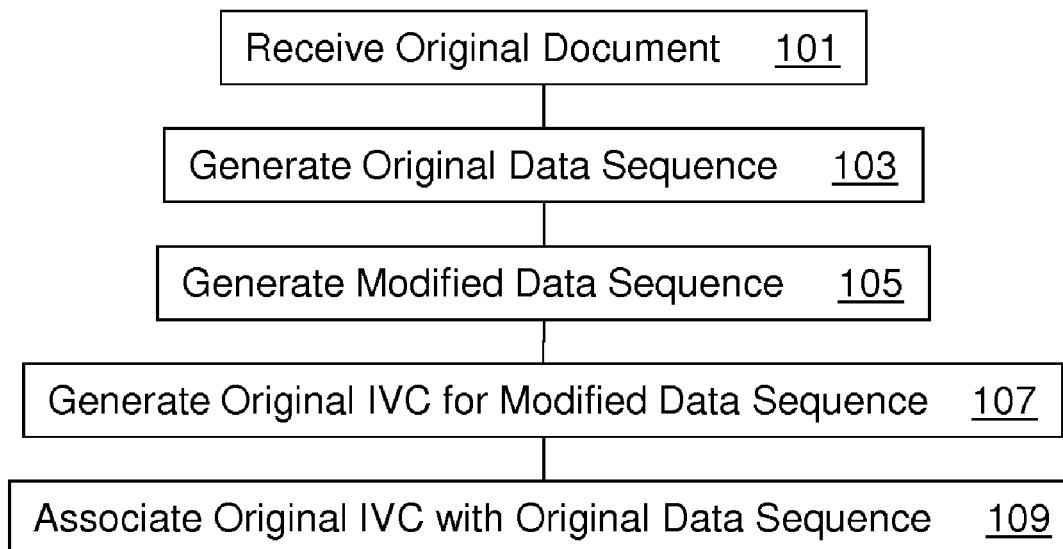 Receive Original Document 101
Generate Original Data Sequence 103
Generate Modified Data Sequence 105
Generate Original IVC for Modified Data Sequence 107
Associate Original IVC with Original Data Sequence 109